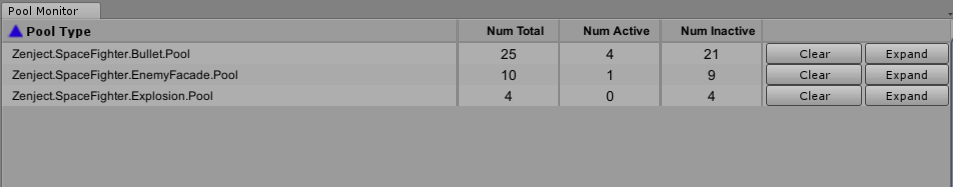 Pool Monitor
Pool Type Num Total Num Active Num Inactive
Zenject.SpaceFighter.Bullet.Pool 25 4 21 Clear Expand
Zenject.SpaceFighter.EnemyFacade.Pool 10 1 9 Clear Expand
Zenject.SpaceFighter.Explosion.Pool 4 0 4 Clear Expand